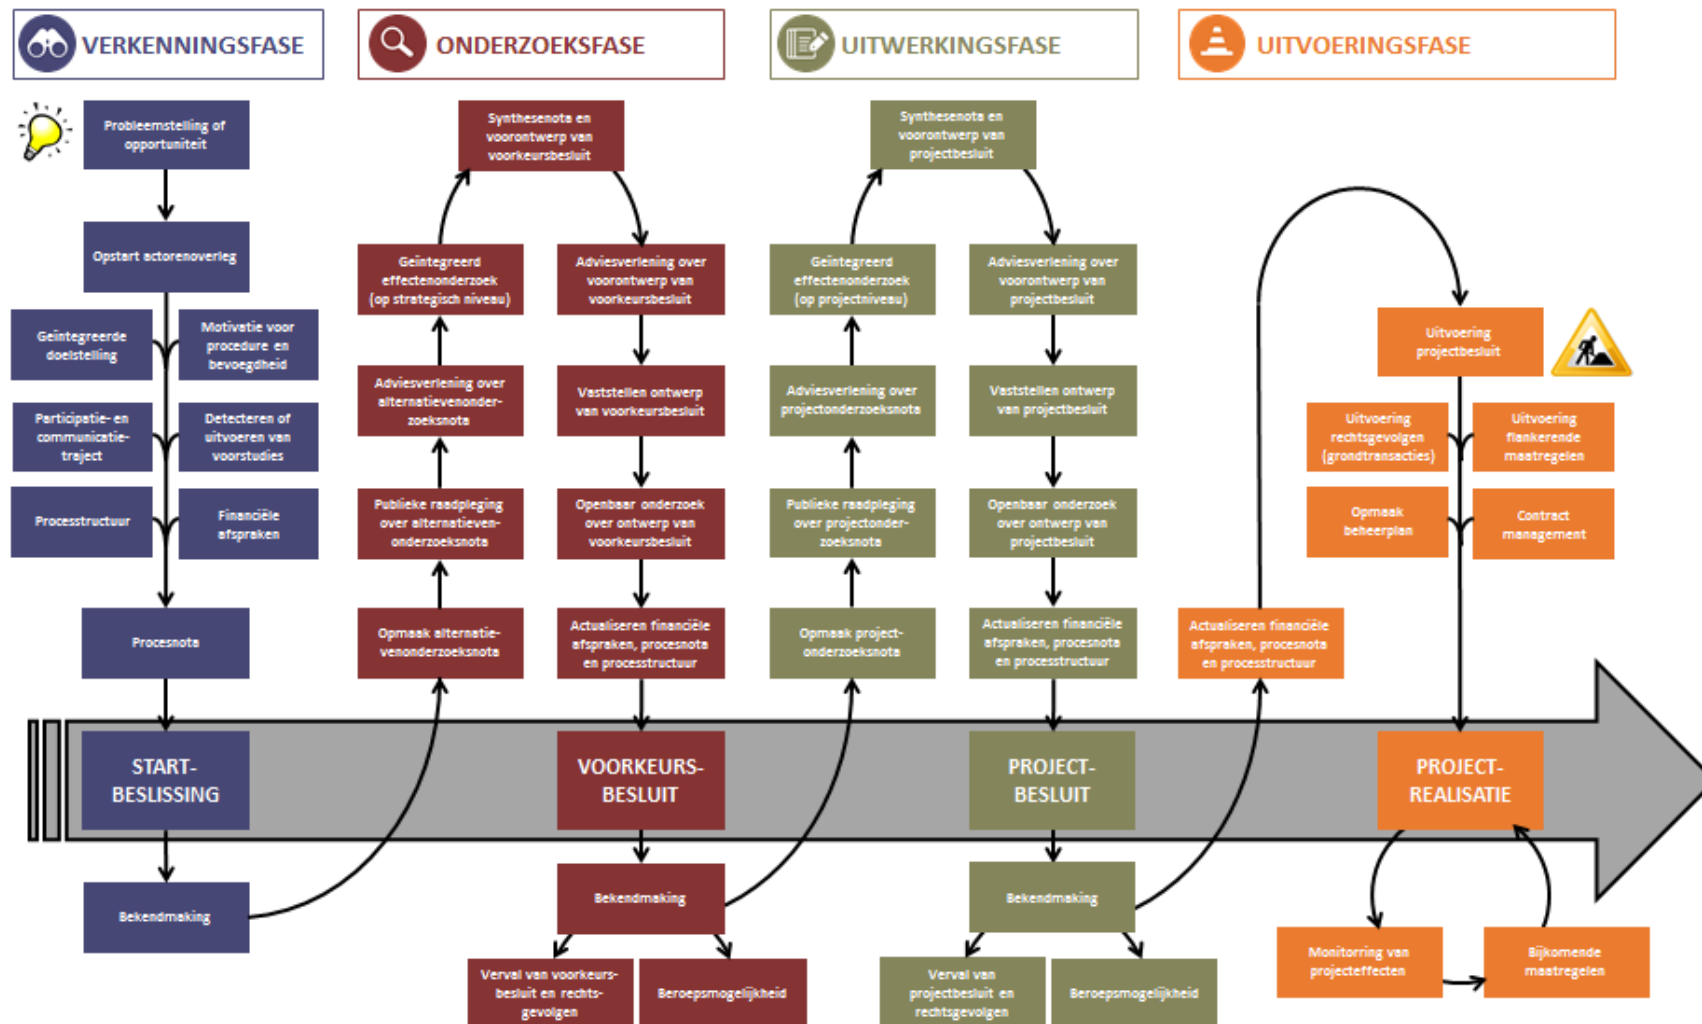 VERKENNINGSFASE
Probleemstelling of
opportuniteit
Opstart actorenoverleg
Geïntegreerde
doelstelling
Motivatie voor
procedure en
bevoegdheid
Participatie- en
communicatie-
traject
Detecteren of
uitvoeren van
voorstudies
Processtructuur
Financiële
afspraken
Procesnota
START-
BESLISSING
Bekendmaking
ONDERZOEKSFASE
Synthesenota en
voorontwerp van
voorkeursbesluit
Geïntegreerd
effectenonderzoek
(op strategisch niveau)
Adviesverlening over
alternatievenonder-
zoeksnota
Publieke raadpleging
over alternatieven-
onderzoeksnota
Opmaak alternatie-
venonderzoeksnota
Adviesverlening over
voorontwerp van
voorkeursbesluit
Vaststellen ontwerp
van voorkeursbesluit
Openbaar onderzoek
over ontwerp van
voorkeursbesluit
Actualiseren financiële
afspraken, procesnota
en processtructuur
VOORKEURS-
BESLUIT
Bekendmaking
Verval van voorkeurs-
besluit en rechts-
gevolgen
Beroepsmogelijkheid
UITWERKINGSFASE
Synthesenota en
voorontwerp van
projectbesluit
Geïntegreerd
effectenonderzoek
(op projectniveau)
Adviesverlening over
projectonderzoeksnota
Publieke raadpleging
over projectonder-
zoeksnota
Opmaak project-
onderzoeksnota
Adviesverlening over
voorontwerp van
projectbesluit
Vaststellen ontwerp
van projectbesluit
Openbaar onderzoek
over ontwerp van
projectbesluit
Actualiseren financiële
afspraken, procesnota
en processtructuur
PROJECT-
BESLUIT
Bekendmaking
Verval van
projectbesluit en
rechtsgevolgen
Beroepsmogelijkheid
UITVOERINGSFASE
Actualiseren financiële
afspraken, procesnota
en processtructuur
Uitvoering
projectbesluit
Uitvoering
rechtsgevolgen
(grondtransacties)
Uitvoering
flankerende
maatregelen
Opmaak
beheerplan
Contract
management
PROJECT-
REALISATIE
Monitorring van
projecteffecten
Bijkomende
maatregelen